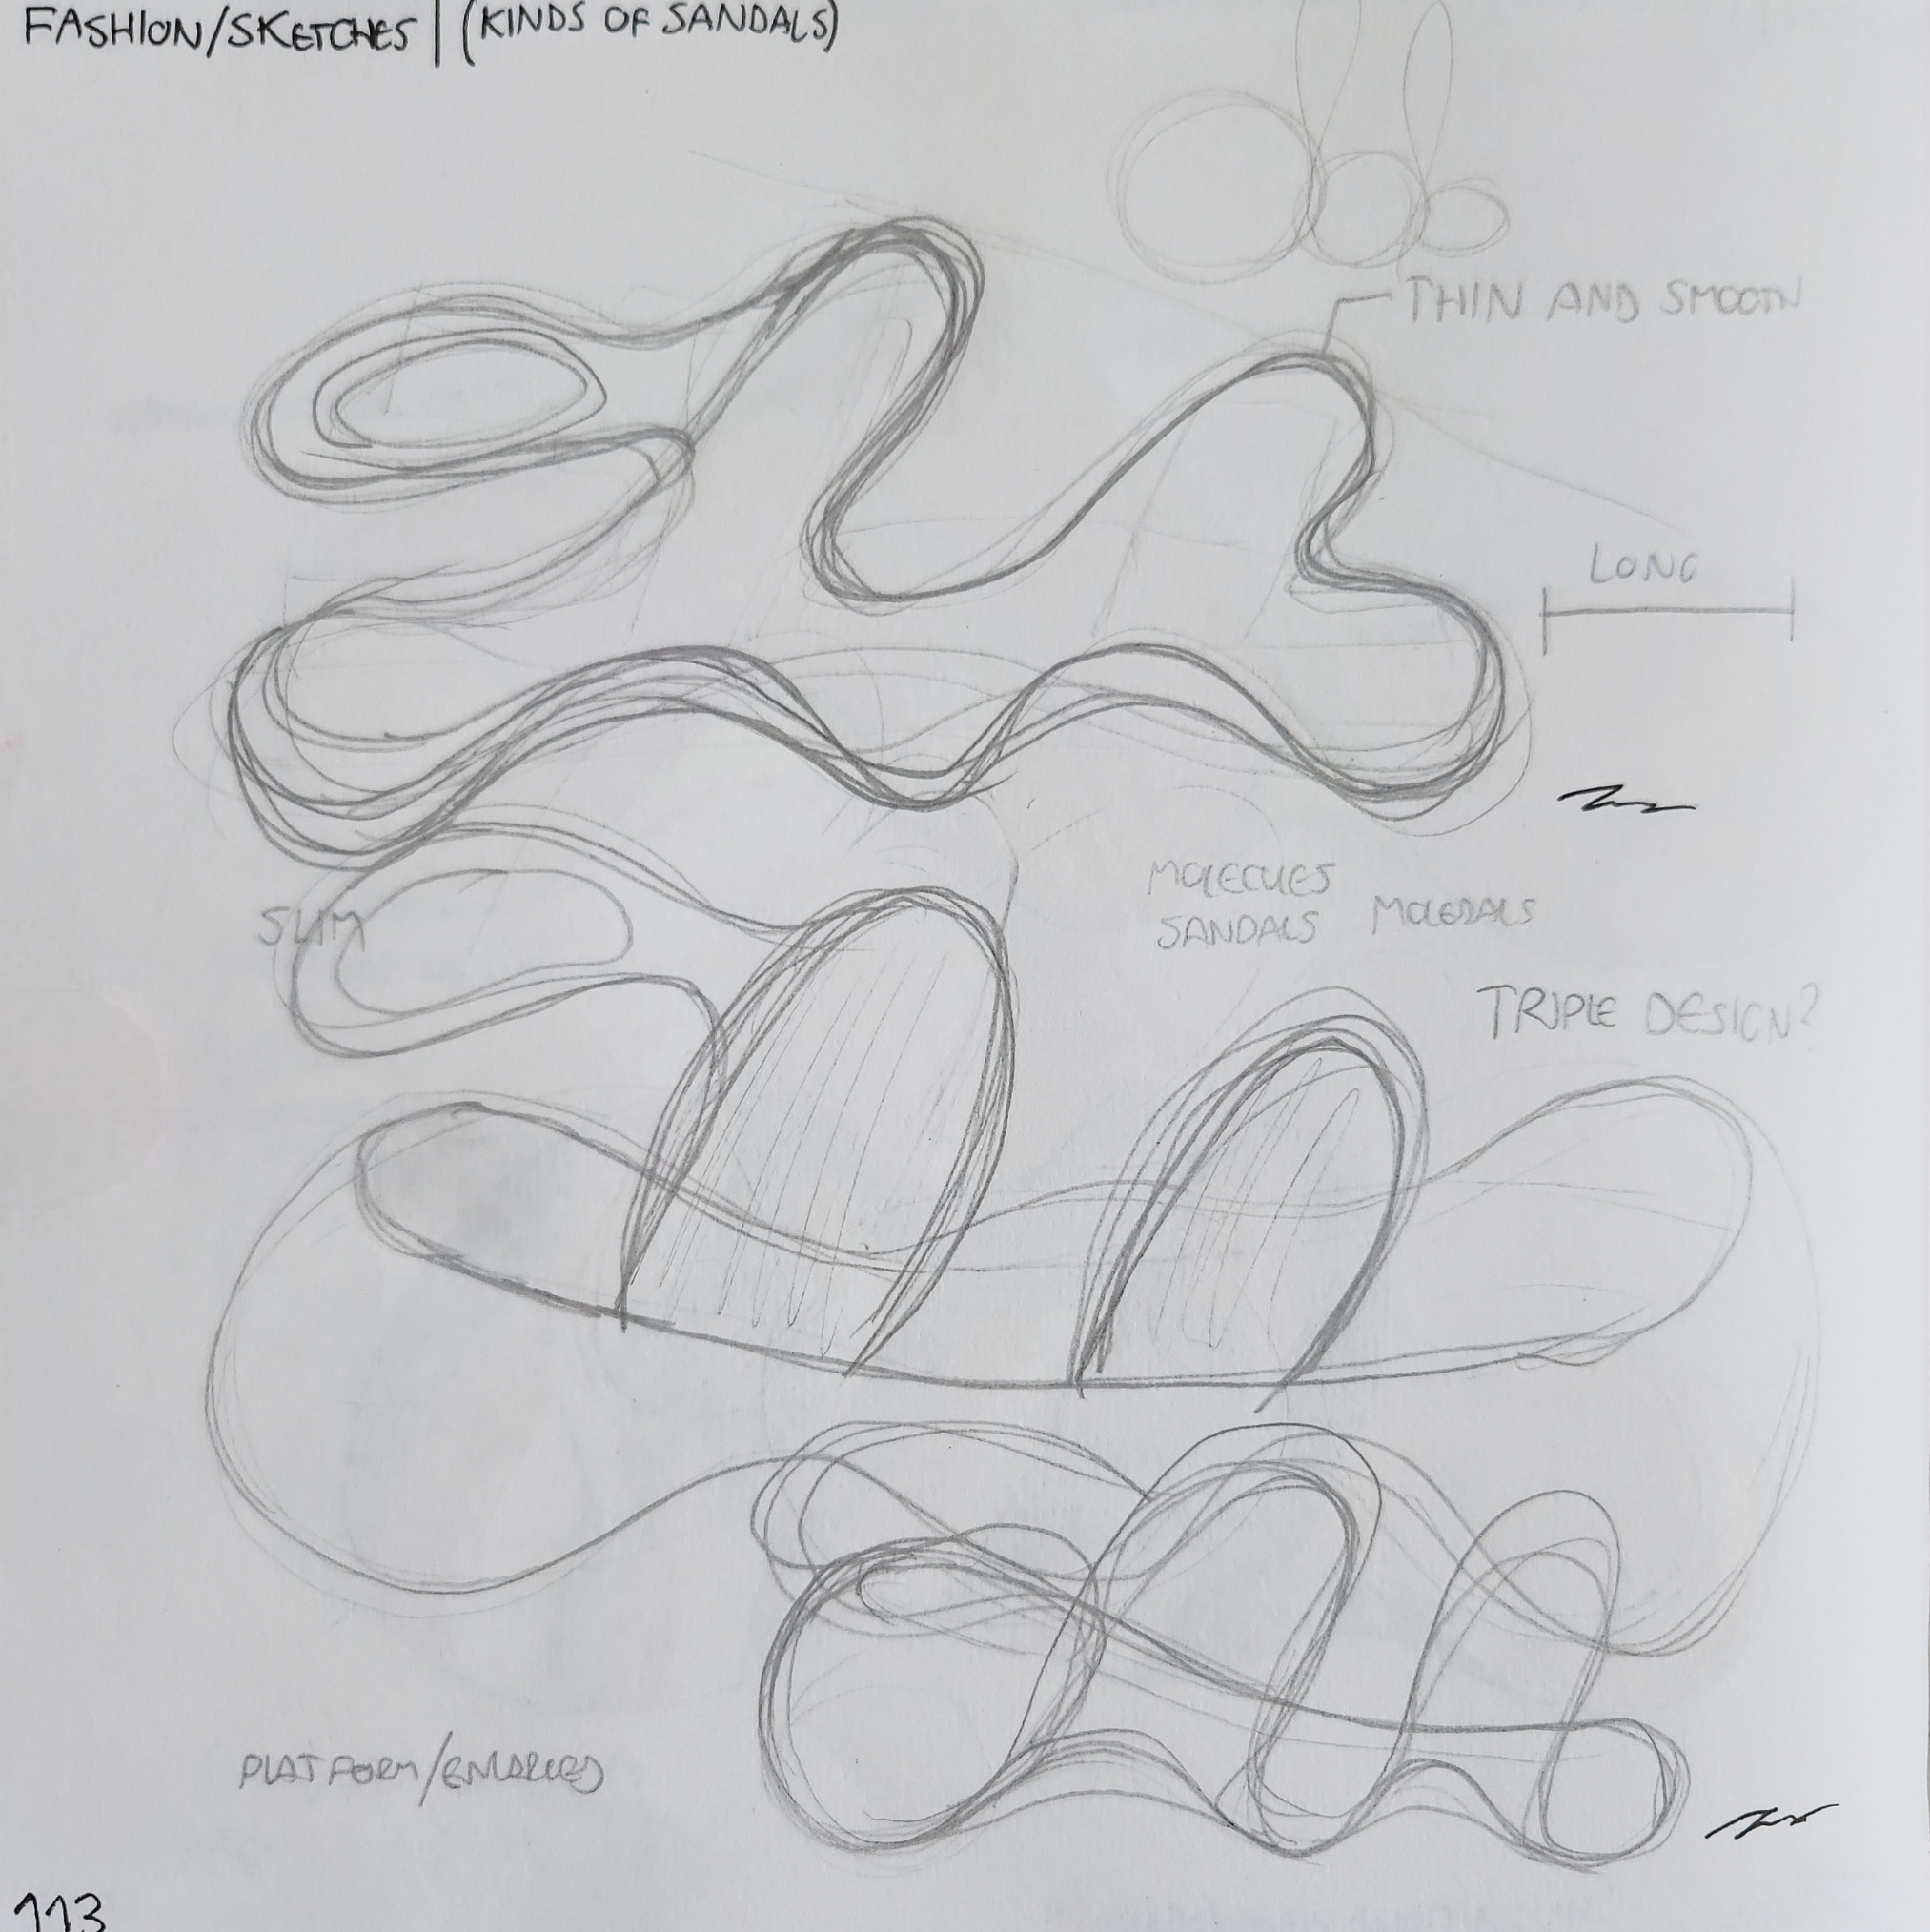 FASHION/SKETCHES | (KINDS OF SANDALS)
THIN AND SMOOTH
LONG
SLIM
MOLECULES
SANDALS MOLEDALS
TRIPLE DESIGN?
PLATFORM/ENLARGED
113